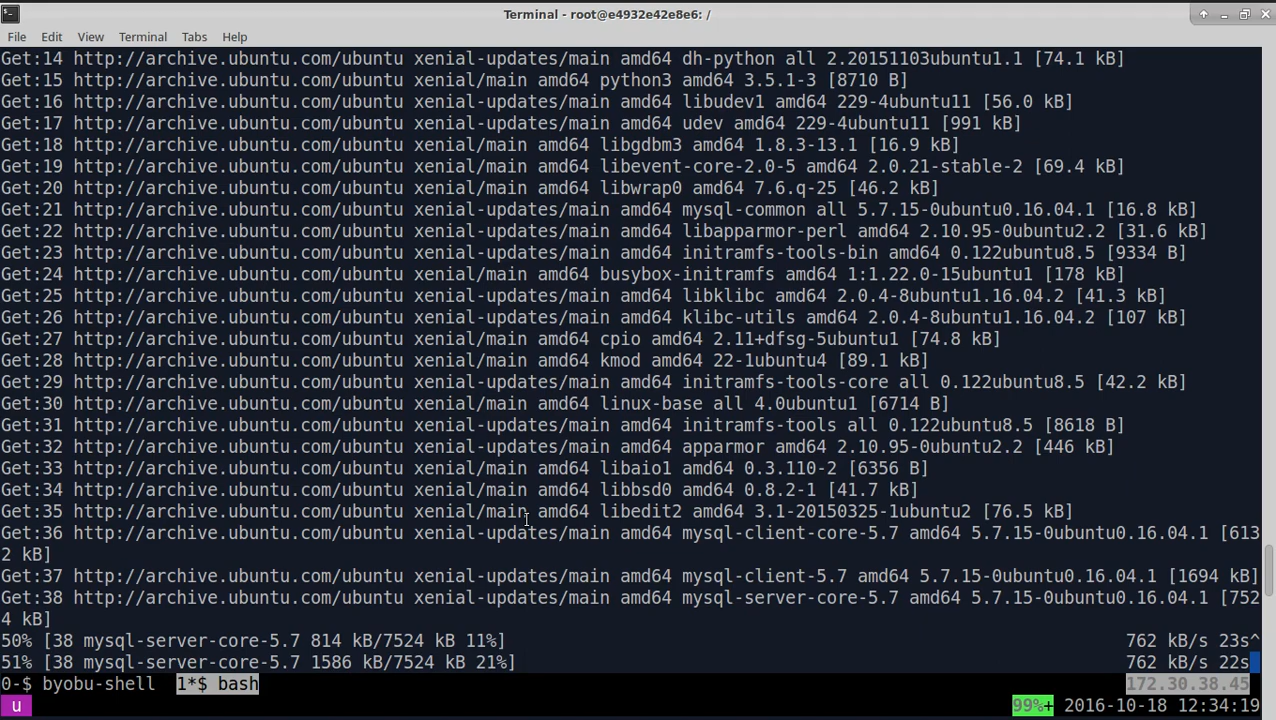 Terminal - root@e4932e42e8e6: /
File Edit View Terminal Tabs Help
Get:14 http://archive.ubuntu.com/ubuntu xenial-updates/main amd64 dh-python all 2.20151103ubuntu1.1 [74.1 kB]
Get:15 http://archive.ubuntu.com/ubuntu xenial/main amd64 python3 amd64 3.5.1-3 [8710 B]
Get:16 http://archive.ubuntu.com/ubuntu xenial-updates/main amd64 libudev1 amd64 229-4ubuntu11 [56.0 kB]
Get:17 http://archive.ubuntu.com/ubuntu xenial-updates/main amd64 udev amd64 229-4ubuntu11 [991 kB]
Get:18 http://archive.ubuntu.com/ubuntu xenial/main amd64 libgdbm3 amd64 1.8.3-13.1 [16.9 kB]
Get:19 http://archive.ubuntu.com/ubuntu xenial/main amd64 libevent-core-2.0-5 amd64 2.0.21-stable-2 [69.4 kB]
Get:20 http://archive.ubuntu.com/ubuntu xenial/main amd64 libwrap0 amd64 7.6.q-25 [46.2 kB]
Get:21 http://archive.ubuntu.com/ubuntu xenial-updates/main amd64 mysql-common all 5.7.15-0ubuntu0.16.04.1 [16.8 kB]
Get:22 http://archive.ubuntu.com/ubuntu xenial-updates/main amd64 libapparmor-perl amd64 2.10.95-0ubuntu2.2 [31.6 kB]
Get:23 http://archive.ubuntu.com/ubuntu xenial-updates/main amd64 initramfs-tools-bin amd64 0.122ubuntu8.5 [9334 B]
Get:24 http://archive.ubuntu.com/ubuntu xenial/main amd64 busybox-initramfs amd64 1:1.22.0-15ubuntu1 [178 kB]
Get:25 http://archive.ubuntu.com/ubuntu xenial-updates/main amd64 libklibc amd64 2.0.4-8ubuntu1.16.04.2 [41.3 kB]
Get:26 http://archive.ubuntu.com/ubuntu xenial-updates/main amd64 klibc-utils amd64 2.0.4-8ubuntu1.16.04.2 [107 kB]
Get:27 http://archive.ubuntu.com/ubuntu xenial/main amd64 cpio amd64 2.11+dfsg-5ubuntu1 [74.8 kB]
Get:28 http://archive.ubuntu.com/ubuntu xenial/main amd64 kmod amd64 22-1ubuntu4 [89.1 kB]
Get:29 http://archive.ubuntu.com/ubuntu xenial-updates/main amd64 initramfs-tools-core all 0.122ubuntu8.5 [42.2 kB]
Get:30 http://archive.ubuntu.com/ubuntu xenial/main amd64 linux-base all 4.0ubuntu1 [6714 B]
Get:31 http://archive.ubuntu.com/ubuntu xenial-updates/main amd64 initramfs-tools all 0.122ubuntu8.5 [8618 B]
Get:32 http://archive.ubuntu.com/ubuntu xenial-updates/main amd64 apparmor amd64 2.10.95-0ubuntu2.2 [446 kB]
Get:33 http://archive.ubuntu.com/ubuntu xenial/main amd64 libaio1 amd64 0.3.110-2 [6356 B]
Get:34 http://archive.ubuntu.com/ubuntu xenial/main amd64 libbsd0 amd64 0.8.2-1 [41.7 kB]
Get:35 http://archive.ubuntu.com/ubuntu xenial/main amd64 libedit2 amd64 3.1-20150325-1ubuntu2 [76.5 kB]
Get:36 http://archive.ubuntu.com/ubuntu xenial-updates/main amd64 mysql-client-core-5.7 amd64 5.7.15-0ubuntu0.16.04.1 [613
2 kB]
Get:37 http://archive.ubuntu.com/ubuntu xenial-updates/main amd64 mysql-client-5.7 amd64 5.7.15-0ubuntu0.16.04.1 [1694 kB]
Get:38 http://archive.ubuntu.com/ubuntu xenial-updates/main amd64 mysql-server-core-5.7 amd64 5.7.15-0ubuntu0.16.04.1 [752
4 kB]
50% [38 mysql-server-core-5.7 814 kB/7524 kB 11%] 762 kB/s 23s^
51% [38 mysql-server-core-5.7 1586 kB/7524 kB 21%] 762 kB/s 22s
0-$ byobu-shell 1*$ bash 172.30.38.45
u 99%+ 2016-10-18 12:34:19